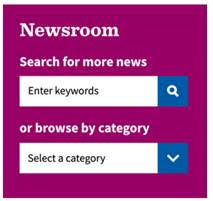 Newsroom
Search for more news
Enter keywords
or browse by category
Select a category